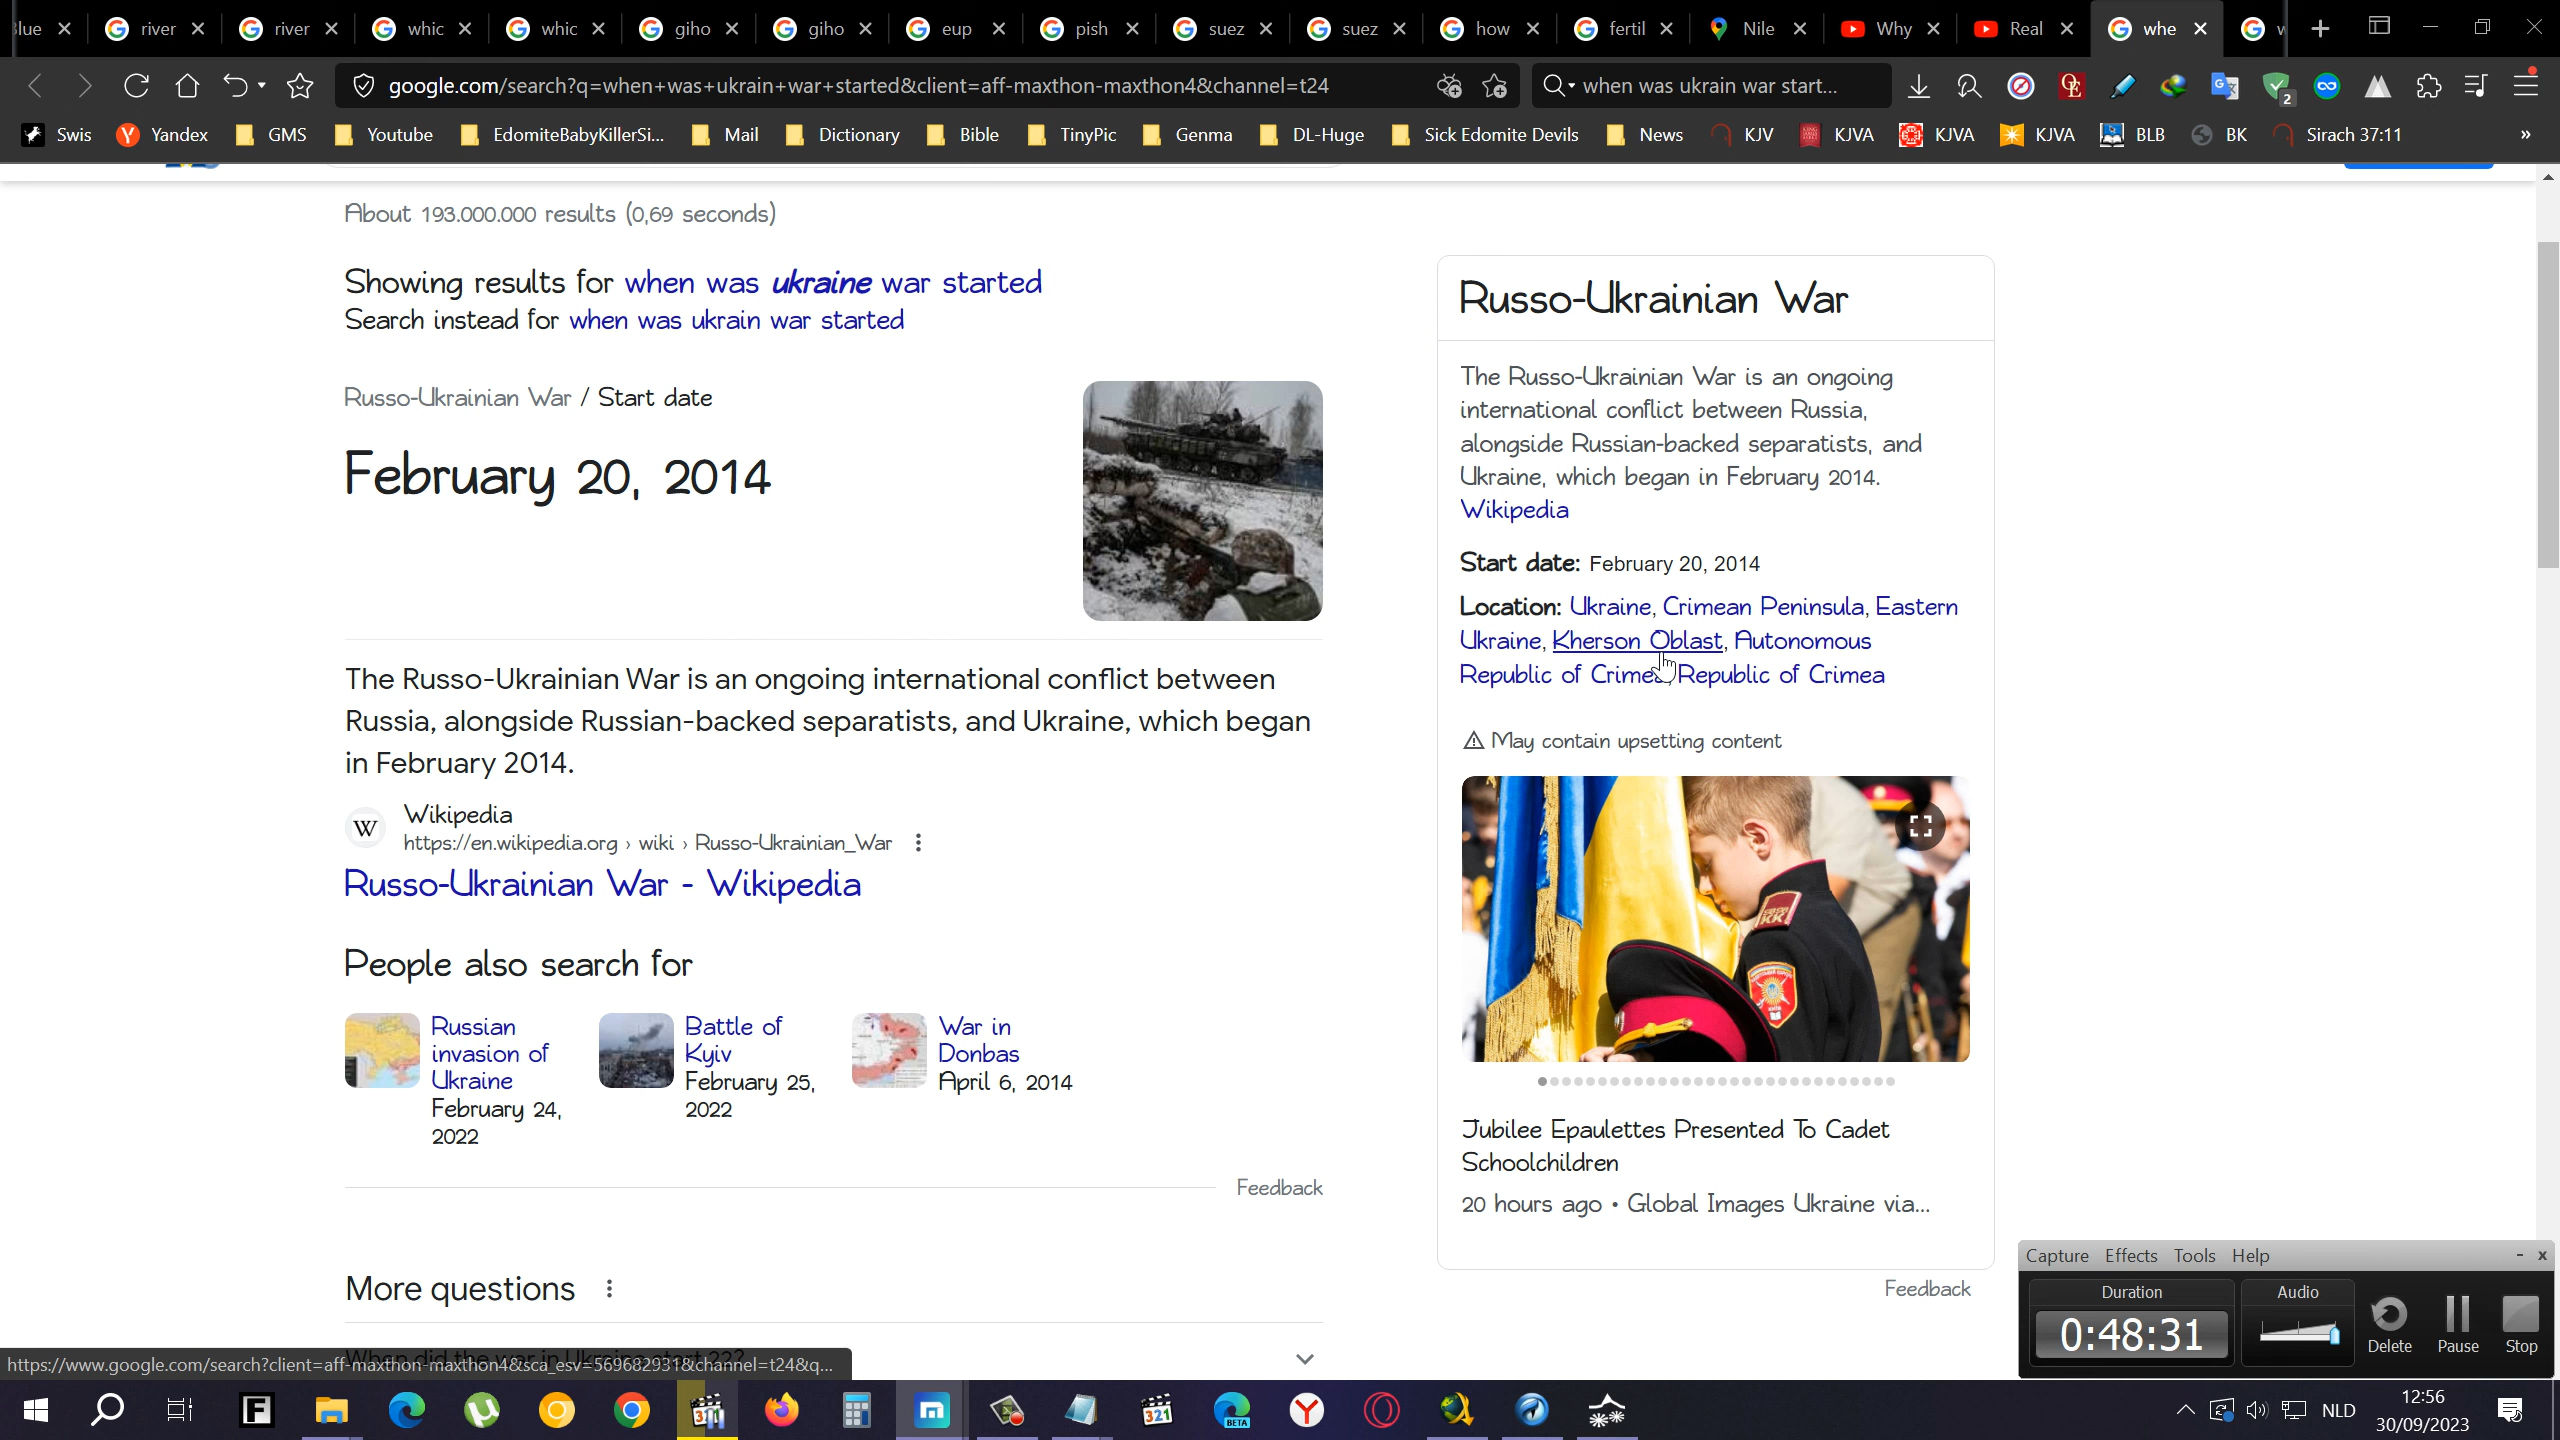 lue
river
river
whic
whic
giho
giho
eup
pish
suez
suez
how
fertil
Nile
Why
Real
whe
google.com/search?q=when+was+ukrain+war+started&client=aff-maxthon-maxthon4&channel=t24
when was ukrain war start...
2
Swis
Yandex
GMS
Youtube
EdomiteBabyKillerSi...
Mail
Dictionary
Bible
TinyPic
Genma
DL-Huge
Sick Edomite Devils
News
KJV
KJVA
KJVA
KJVA
BLB
BK
Sirach 37:11
»
About 193.000.000 results (0,69 seconds)
Showing results for when was ukraine war started
Search instead for when was ukrain war started
Russo-Ukrainian War / Start date
February 20, 2014
The Russo-Ukrainian War is an ongoing international conflict between
Russia, alongside Russian-backed separatists, and Ukraine, which began
in February 2014.
W
Wikipedia
https://en.wikipedia.org › wiki › Russo-Ukrainian_War
Russo-Ukrainian War - Wikipedia
People also search for
Russian
invasion of
Ukraine
February 24,
2022
Battle of
Kyiv
February 25,
2022
War in
Donbas
April 6, 2014
Feedback
More questions
Russo-Ukrainian War
The Russo-Ukrainian War is an ongoing
international conflict between Russia,
alongside Russian-backed separatists, and
Ukraine, which began in February 2014.
Wikipedia
Start date: February 20, 2014
Location: Ukraine, Crimean Peninsula, Eastern
Ukraine, Kherson Oblast, Autonomous
Republic of Crimea, Republic of Crimea
May contain upsetting content
Jubilee Epaulettes Presented To Cadet
Schoolchildren
20 hours ago • Global Images Ukraine via...
Feedback
https://www.google.com/search?client=aff-maxthon-maxthon4&sca_esv=569682931&channel=t24&q...
Capture Effects Tools Help
Duration
0:48:31
Audio
Delete
Pause
Stop
321
BETA
NLD
12:56
30/09/2023